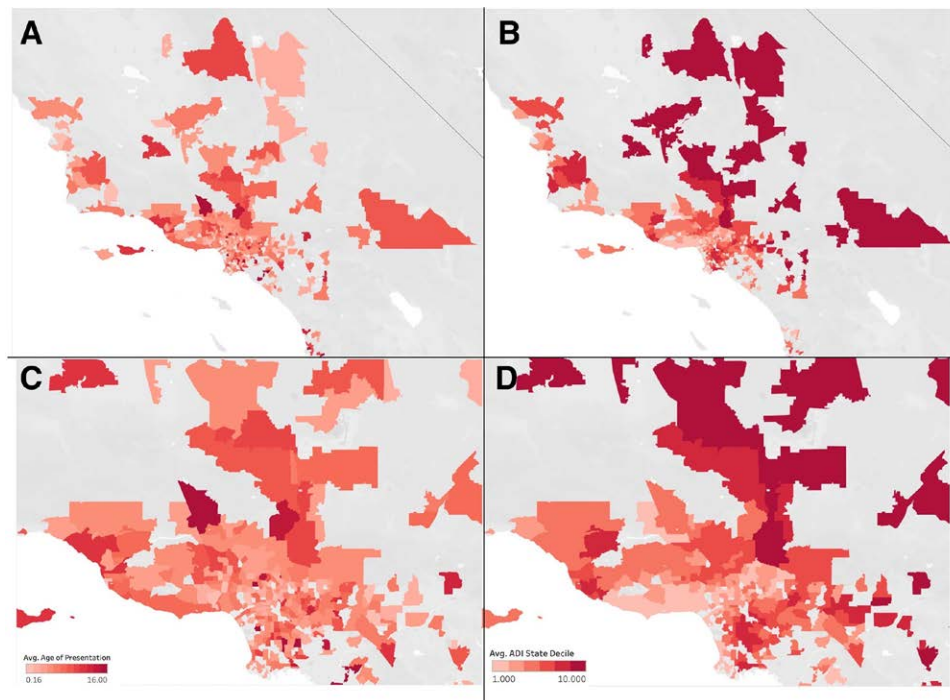 A
B
C
D
Avg. Age of Presentation
0.16 16.00
Avg. ADI State Decile
1.000 10.000